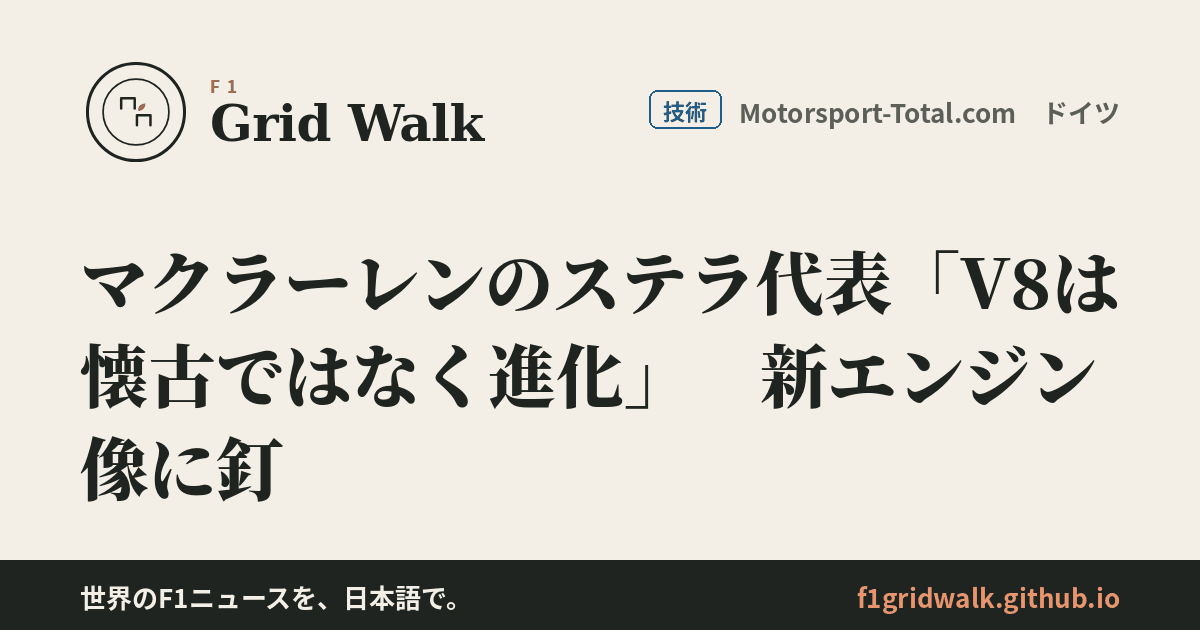 F1
Grid Walk
技術
Motorsport-Total.com　ドイツ
マクラーレンのステラ代表「V8は
懐古ではなく進化」　新エンジン
像に釘
世界のF1ニュースを、日本語で。
f1gridwalk.github.io